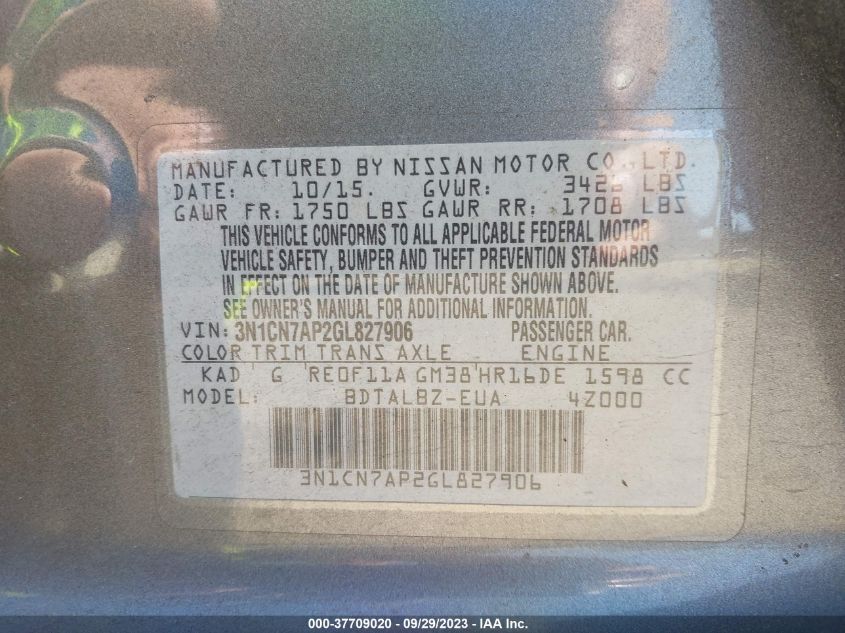 MANUFACTURED BY NISSAN MOTOR CO., LTD.
DATE: 10/15. GVWR: 3426 LBS
GAWR FR: 1750 LBS GAWR RR: 1708 LBS
THIS VEHICLE CONFORMS TO ALL APPLICABLE FEDERAL MOTOR
VEHICLE SAFETY, BUMPER AND THEFT PREVENTION STANDARDS
IN EFFECT ON THE DATE OF MANUFACTURE SHOWN ABOVE.
SEE OWNER'S MANUAL FOR ADDITIONAL INFORMATION.
VIN: 3N1CN7AP2GL827906 PASSENGER CAR.
COLOR TRIM TRANS AXLE ENGINE
KAD G RE0F11A GM38 HR16DE 1598 CC
MODEL: BDTALBZ-EUA 4Z000
3N1CN7AP2GL827906
000-37709020 - 09/29/2023 - IAA Inc.